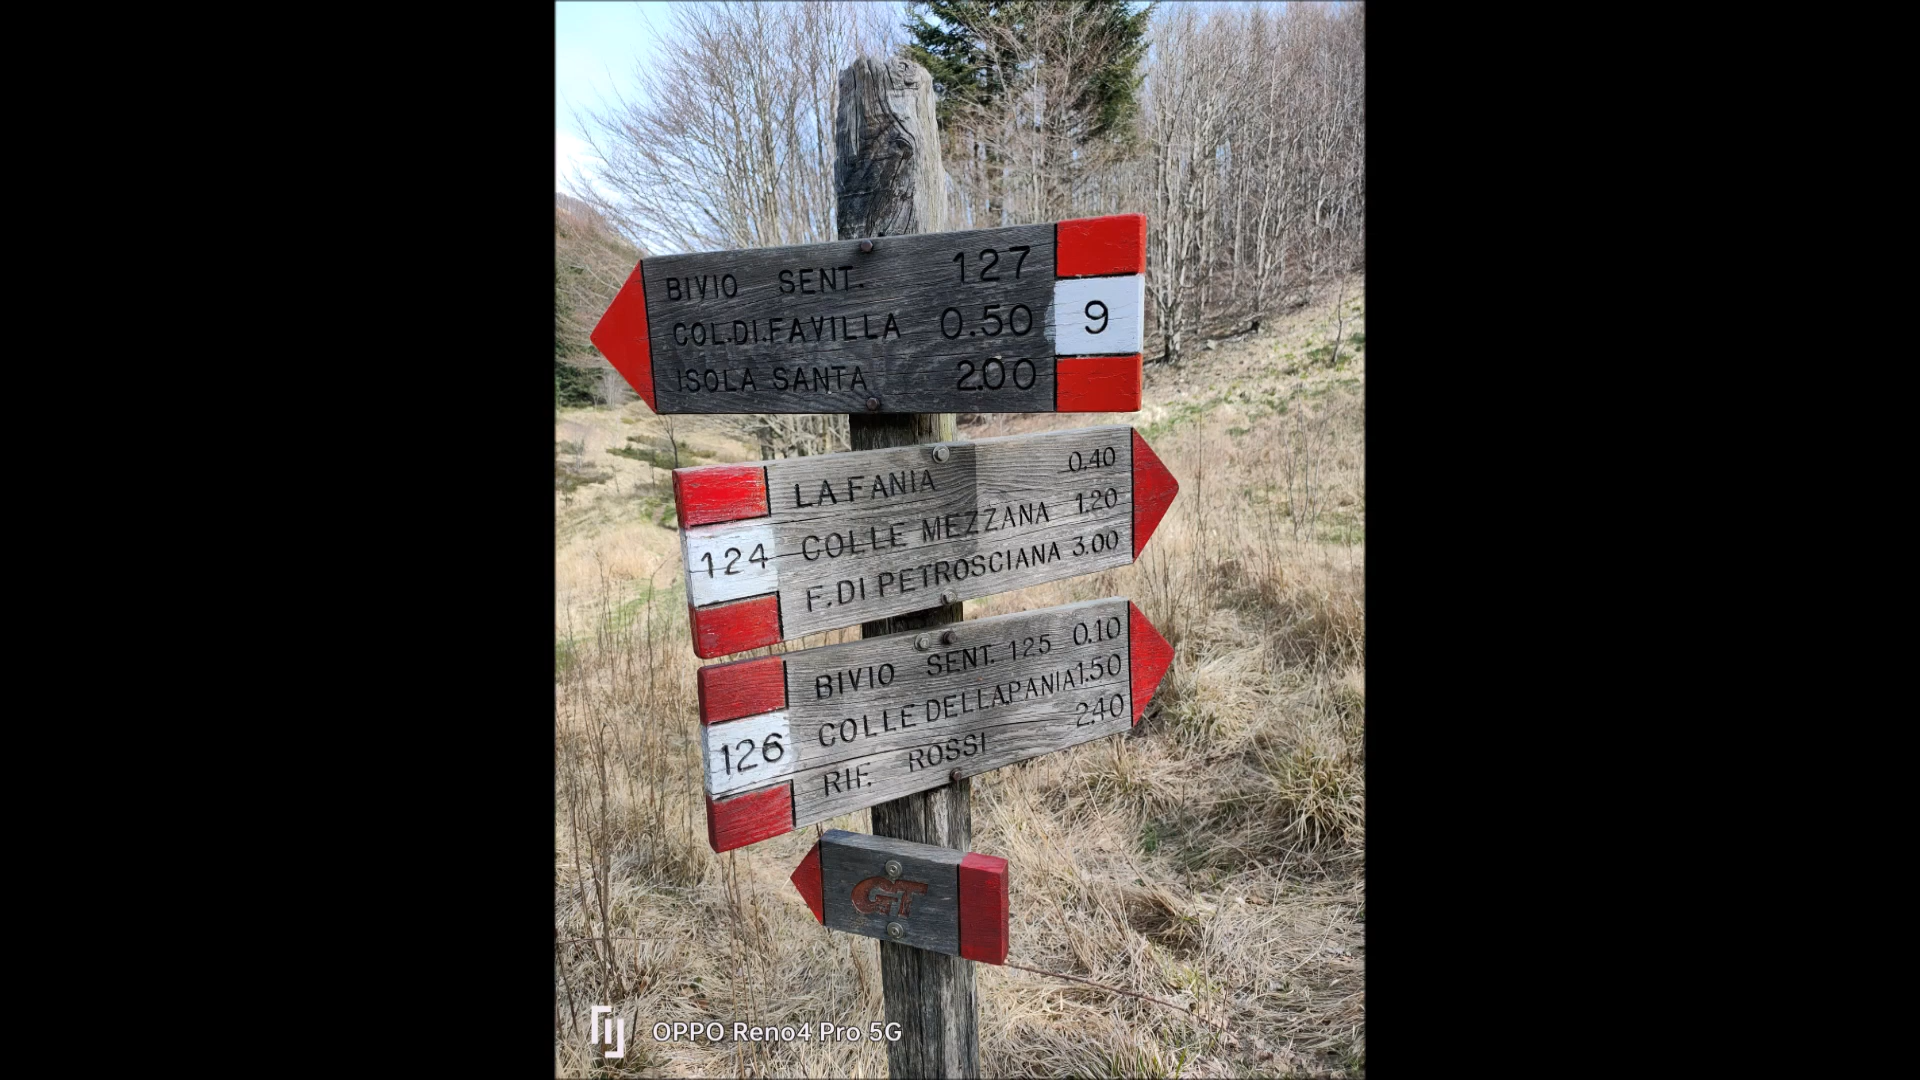 BIVIO SENT. 127
COL.DI.FAVILLA 0.50
ISOLA SANTA 2.00
9
LA FANIA 0.40
COLLE MEZZANA 1.20
F.DI PETROSCIANA 3.00
124
BIVIO SENT. 125 0.10
COLLE DELLA.PANIA 1.50
RIF. ROSSI 2.40
126
GT
OPPO Reno4 Pro 5G